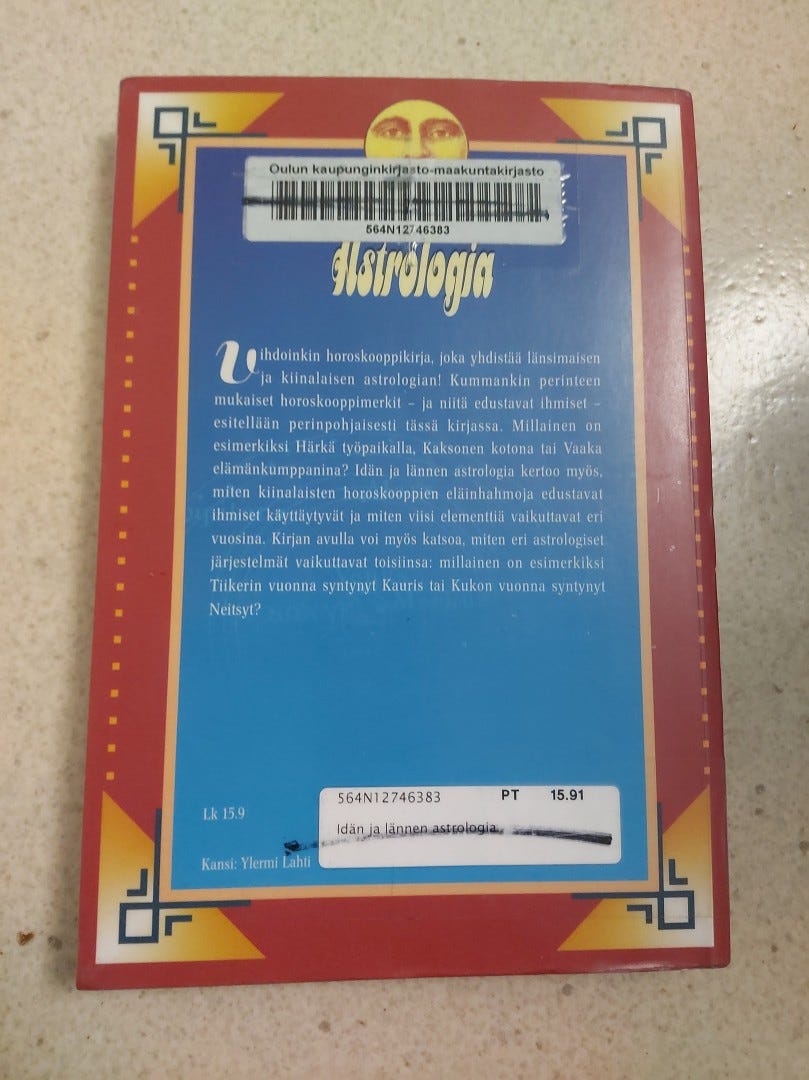 Oulun kaupunginkirjasto-maakuntakirjasto
564N12746383
Astrologia
Vihdoinkin horoskooppikirja, joka yhdistää länsimaisen
ja kiinalaisen astrologian! Kummankin perinteen
mukaiset horoskooppimerkit – ja niitä edustavat ihmiset –
esitellään perinpohjaisesti tässä kirjassa. Millainen on
esimerkiksi Härkä työpaikalla, Kaksonen kotona tai Vaaka
elämänkumppanina? Idän ja lännen astrologia kertoo myös,
miten kiinalaisten horoskooppien eläinhahmoja edustavat
ihmiset käyttäytyvät ja miten viisi elementtiä vaikuttavat eri
vuosina. Kirjan avulla voi myös katsoa, miten eri astrologiset
järjestelmät vaikuttavat toisiinsa: millainen on esimerkiksi
Tiikerin vuonna syntynyt Kauris tai Kukon vuonna syntynyt
Neitsyt?
564N12746383 PT 15.91
Idän ja lännen astrologia
Lk 15.9
Kansi: Ylermi Lahti